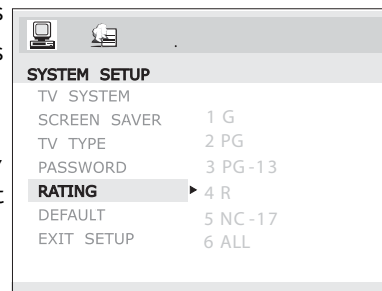 s
s
SYSTEM SETUP
TV SYSTEM
SCREEN SAVER
TV TYPE
PASSWORD
RATING
DEFAULT
EXIT SETUP
1 G
2 PG
3 PG-13
4 R
5 NC-17
6 ALL
t